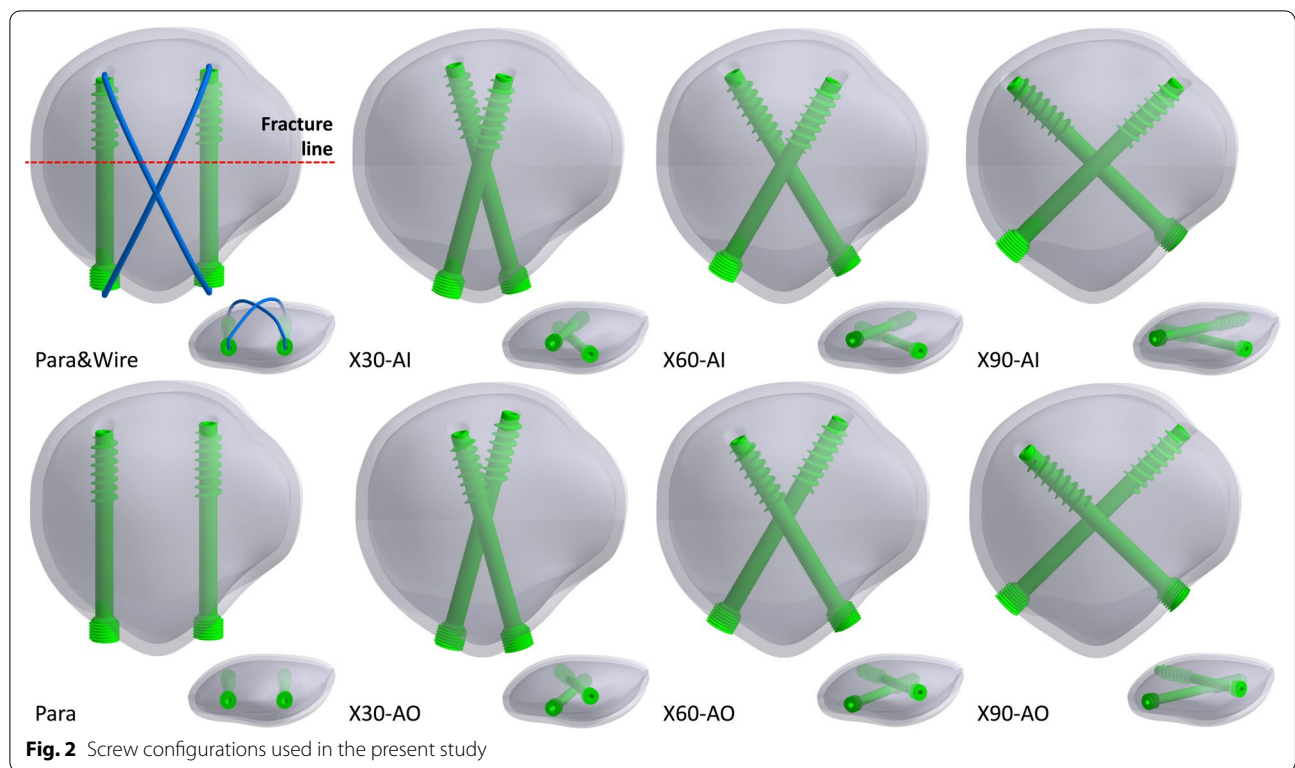 Fracture
line
Para&Wire
X30-AI
X60-AI
X90-AI
Para
X30-AO
X60-AO
X90-AO
Fig. 2 Screw configurations used in the present study